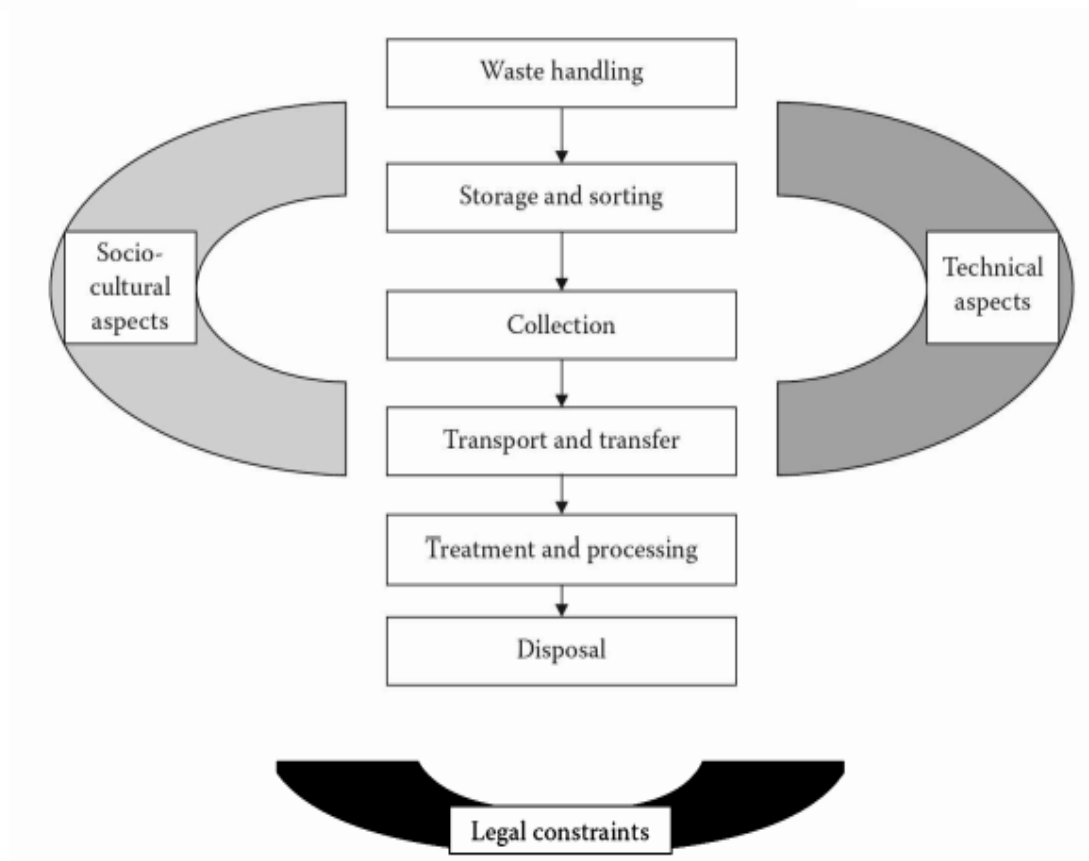 Waste handling
Storage and sorting
Socio-
cultural
aspects
Technical
aspects
Collection
Transport and transfer
Treatment and processing
Disposal
Legal constraints